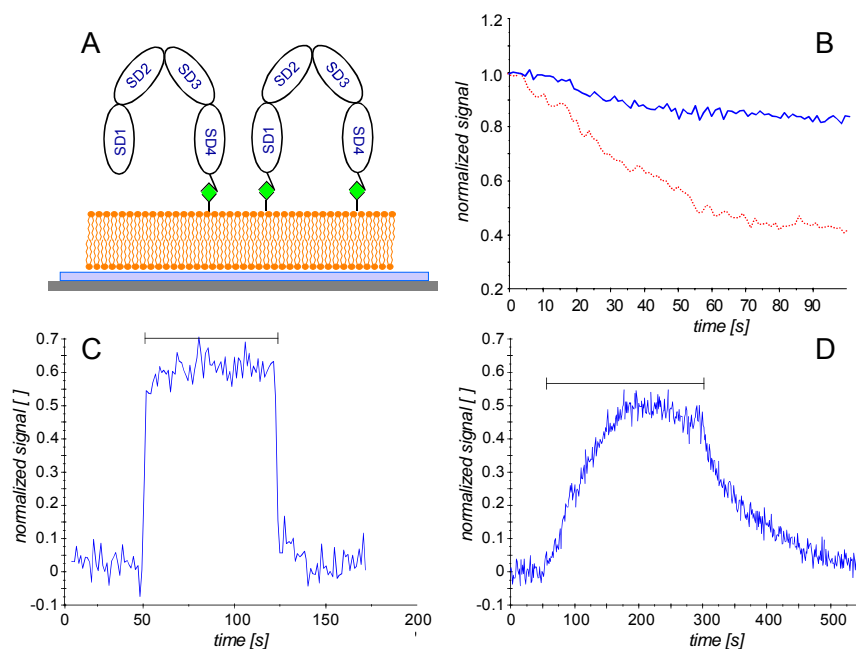 A
SD2
SD3
SD2
SD3
SD1
SD4
SD1
SD4
B
normalized signal
1.0
0.8
0.6
0.4
0.2
0 10 20 30 40 50 60 70 80 90
time [s]
C
normalized signal [ ]
0.7
0.6
0.5
0.4
0.3
0.2
0.1
0
-0.1
0 50 100 150 200
time [s]
D
normalized signal [ ]
0.7
0.6
0.5
0.4
0.3
0.2
0.1
0
-0.1
0 100 200 300 400 500
time [s]